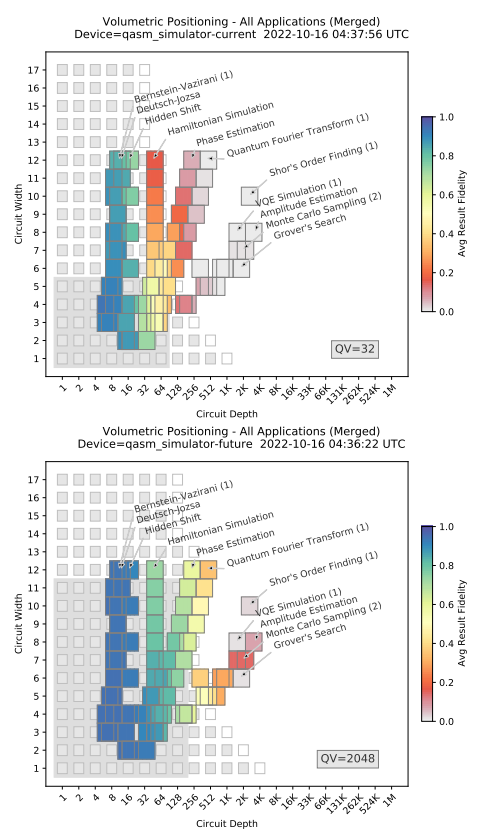 Volumetric Positioning - All Applications (Merged)
Device=qasm_simulator-current 2022-10-16 04:37:56 UTC
Bernstein-Vazirani (1)
Deutsch-Jozsa
Hidden Shift
Hamiltonian Simulation
Phase Estimation
Quantum Fourier Transform (1)
Shor's Order Finding (1)
VQE Simulation (1)
Amplitude Estimation
Monte Carlo Sampling (2)
Grover's Search
17
16
15
14
13
12
11
10
9
8
7
6
5
4
3
2
1
Circuit Width
QV=32
1 2 4 8 16 32 64 128 256 512 1K 2K 4K 8K 16K 33K 66K 131K 262K 524K 1M
Circuit Depth
1.0
0.8
0.6
0.4
0.2
0.0
Avg Result Fidelity
Volumetric Positioning - All Applications (Merged)
Device=qasm_simulator-future 2022-10-16 04:36:22 UTC
Bernstein-Vazirani (1)
Deutsch-Jozsa
Hidden Shift
Hamiltonian Simulation
Phase Estimation
Quantum Fourier Transform (1)
Shor's Order Finding (1)
VQE Simulation (1)
Amplitude Estimation
Monte Carlo Sampling (2)
Grover's Search
17
16
15
14
13
12
11
10
9
8
7
6
5
4
3
2
1
Circuit Width
QV=2048
1 2 4 8 16 32 64 128 256 512 1K 2K 4K 8K 16K 33K 66K 131K 262K 524K 1M
Circuit Depth
1.0
0.8
0.6
0.4
0.2
0.0
Avg Result Fidelity